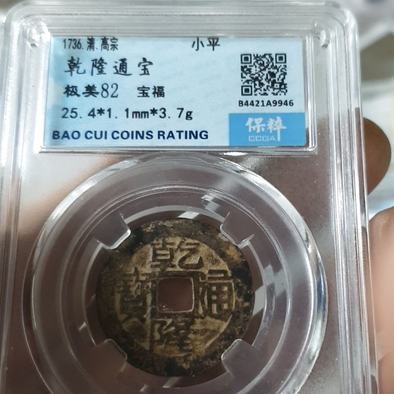 1736.清.高宗 小平
乾隆通宝
极美82 宝福
25.4*1.1mm*3.7g
BAO CUI COINS RATING
B4421A9946
保粹
CCGA
乾隆通寶